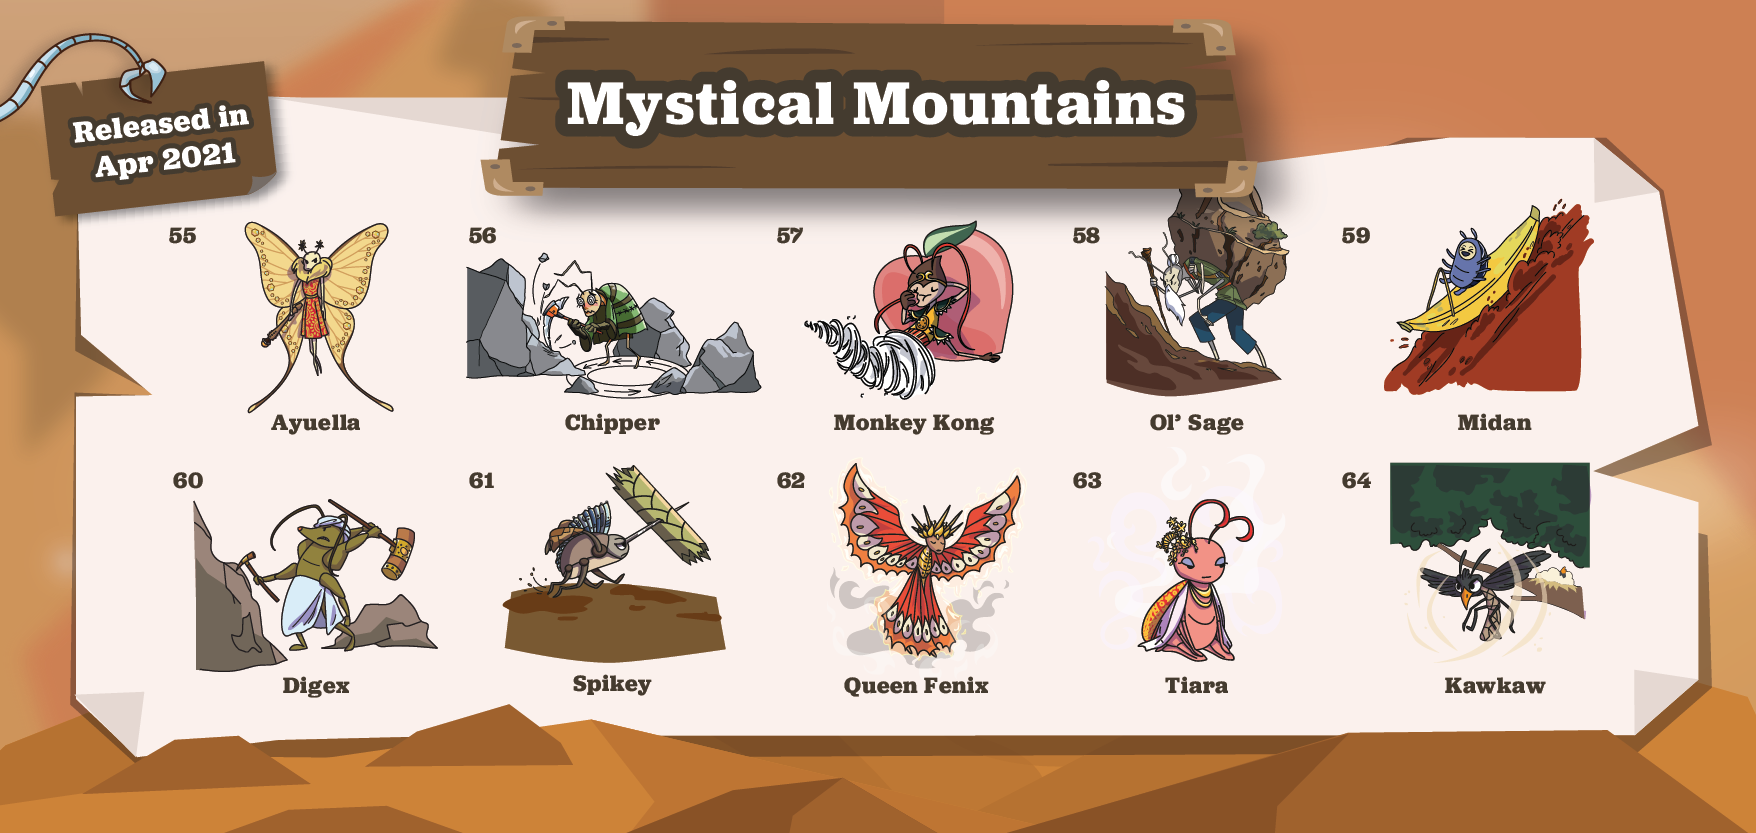 Released in
Apr 2021
Mystical Mountains
55
56
57
58
59
Ayuella
Chipper
Monkey Kong
Ol’ Sage
Midan
60
61
62
63
64
Digex
Spikey
Queen Fenix
Tiara
Kawkaw